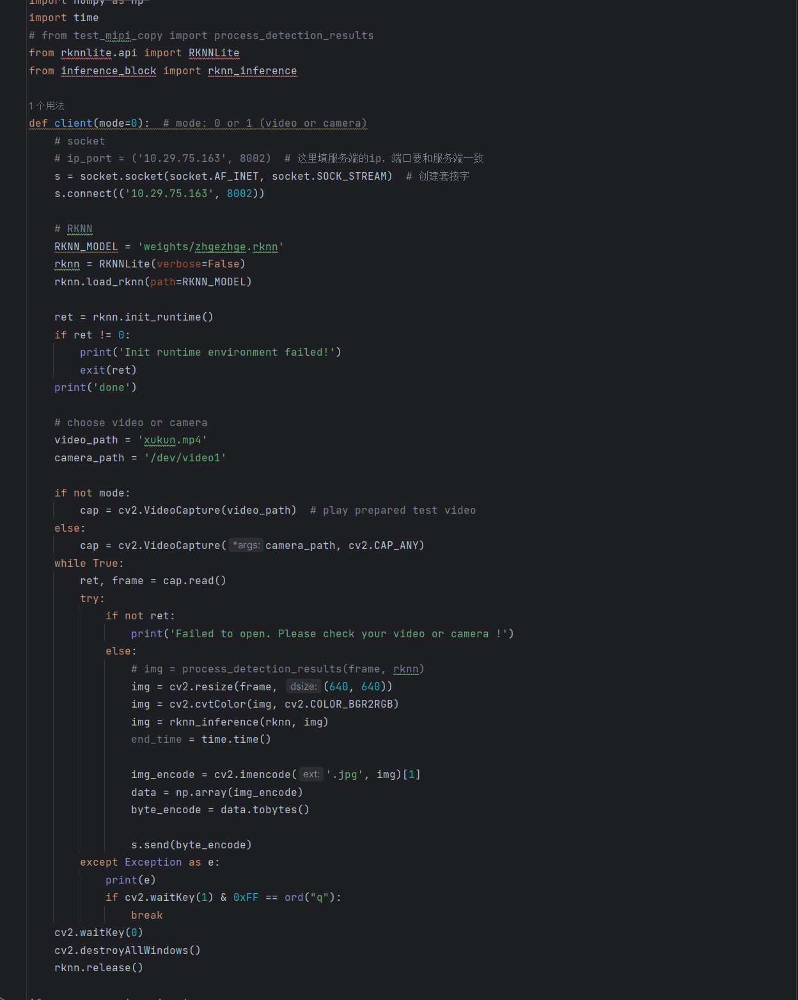 import numpy as np
import time
# from test_mipi_copy import process_detection_results
from rknnlite.api import RKNNLite
from inference_block import rknn_inference
1 个用法
def client(mode=0):  # mode: 0 or 1 (video or camera)
    # socket
    # ip_port = ('10.29.75.163', 8002)  # 这里填服务端的ip，端口要和服务端一致
    s = socket.socket(socket.AF_INET, socket.SOCK_STREAM)  # 创建套接字
    s.connect(('10.29.75.163', 8002))
    # RKNN
    RKNN_MODEL = 'weights/zhgezhge.rknn'
    rknn = RKNNLite(verbose=False)
    rknn.load_rknn(path=RKNN_MODEL)
    ret = rknn.init_runtime()
    if ret != 0:
        print('Init runtime environment failed!')
        exit(ret)
    print('done')
    # choose video or camera
    video_path = 'xukun.mp4'
    camera_path = '/dev/video1'
    if not mode:
        cap = cv2.VideoCapture(video_path)  # play prepared test video
    else:
        cap = cv2.VideoCapture( *args: camera_path, cv2.CAP_ANY)
    while True:
        ret, frame = cap.read()
        try:
            if not ret:
                print('Failed to open. Please check your video or camera !')
            else:
                # img = process_detection_results(frame, rknn)
                img = cv2.resize(frame,  dsize: (640, 640))
                img = cv2.cvtColor(img, cv2.COLOR_BGR2RGB)
                img = rknn_inference(rknn, img)
                end_time = time.time()
                img_encode = cv2.imencode( ext: '.jpg', img)[1]
                data = np.array(img_encode)
                byte_encode = data.tobytes()
                s.send(byte_encode)
        except Exception as e:
            print(e)
            if cv2.waitKey(1) & 0xFF == ord("q"):
                break
    cv2.waitKey(0)
    cv2.destroyAllWindows()
    rknn.release()